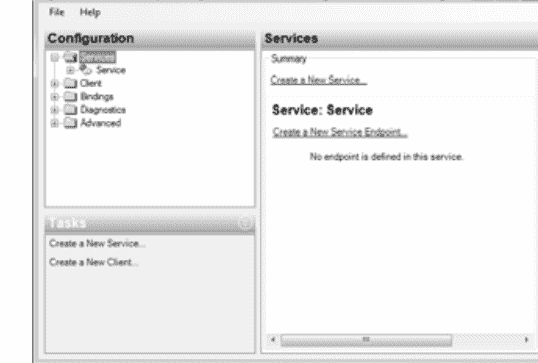 File Help
Configuration
Services
Service
Client
Bindings
Diagnostics
Advanced
Tasks
Create a New Service...
Create a New Client...
Services
Summary
Create a New Service...
Service: Service
Create a New Service Endpoint...
No endpoint is defined in this service.